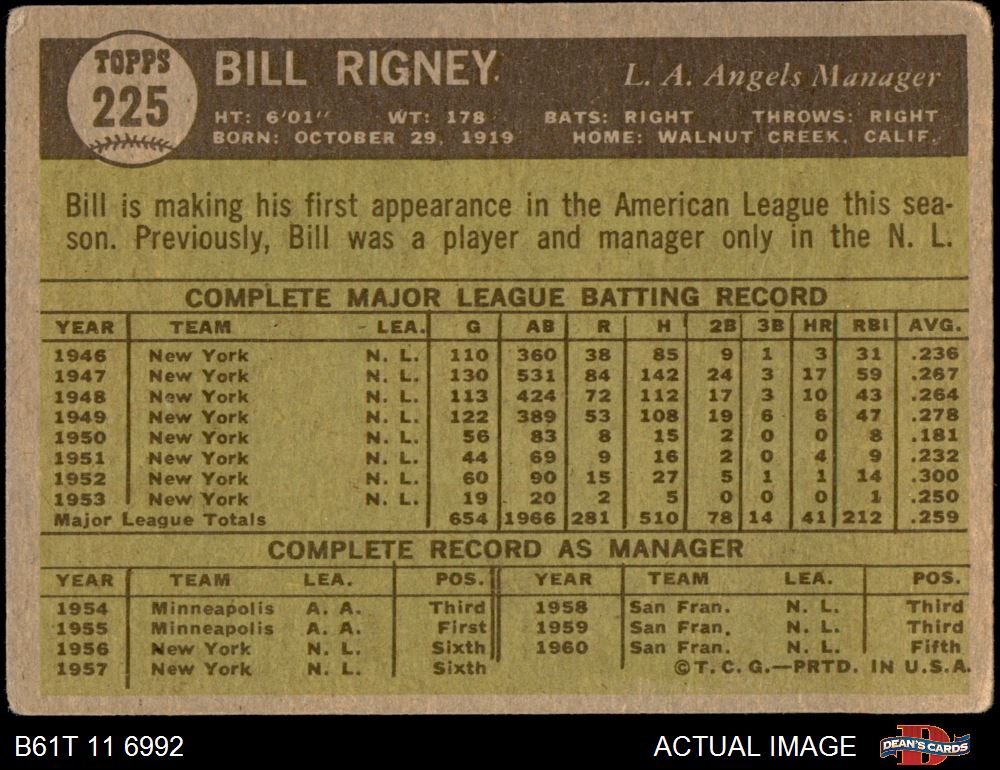 TOPPS
225
BILL RIGNEY
L. A. Angels Manager
HT: 6'01" WT: 178 BATS: RIGHT THROWS: RIGHT
BORN: OCTOBER 29, 1919 HOME: WALNUT CREEK, CALIF.
Bill is making his first appearance in the American League this sea-
son. Previously, Bill was a player and manager only in the N. L.
COMPLETE MAJOR LEAGUE BATTING RECORD
YEAR TEAM LEA. G AB R H 2B 3B HR RBI AVG.
1946 New York N. L. 110 360 38 85 9 1 3 31 .236
1947 New York N. L. 130 531 84 142 24 3 17 59 .267
1948 New York N. L. 113 424 72 112 17 3 10 43 .264
1949 New York N. L. 122 389 53 108 19 6 6 47 .278
1950 New York N. L. 56 83 8 15 2 0 0 8 .181
1951 New York N. L. 44 69 9 16 2 0 4 9 .232
1952 New York N. L. 60 90 15 27 5 1 1 14 .300
1953 New York N. L. 19 20 2 5 0 0 0 1 .250
Major League Totals 654 1966 281 510 78 14 41 212 .259
COMPLETE RECORD AS MANAGER
YEAR TEAM LEA. POS. YEAR TEAM LEA. POS.
1954 Minneapolis A. A. Third 1958 San Fran. N. L. Third
1955 Minneapolis A. A. First 1959 San Fran. N. L. Third
1956 New York N. L. Sixth 1960 San Fran. N. L. Fifth
1957 New York N. L. Sixth ©T. C. G.—PRTD. IN U.S.A.
B61T 11 6992 ACTUAL IMAGE DEAN'S CARDS